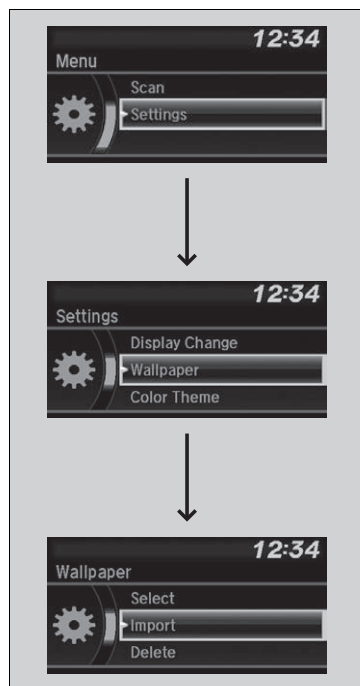 12:34
Menu
Scan
Settings
12:34
Settings
Display Change
Wallpaper
Color Theme
12:34
Wallpaper
Select
Import
Delete